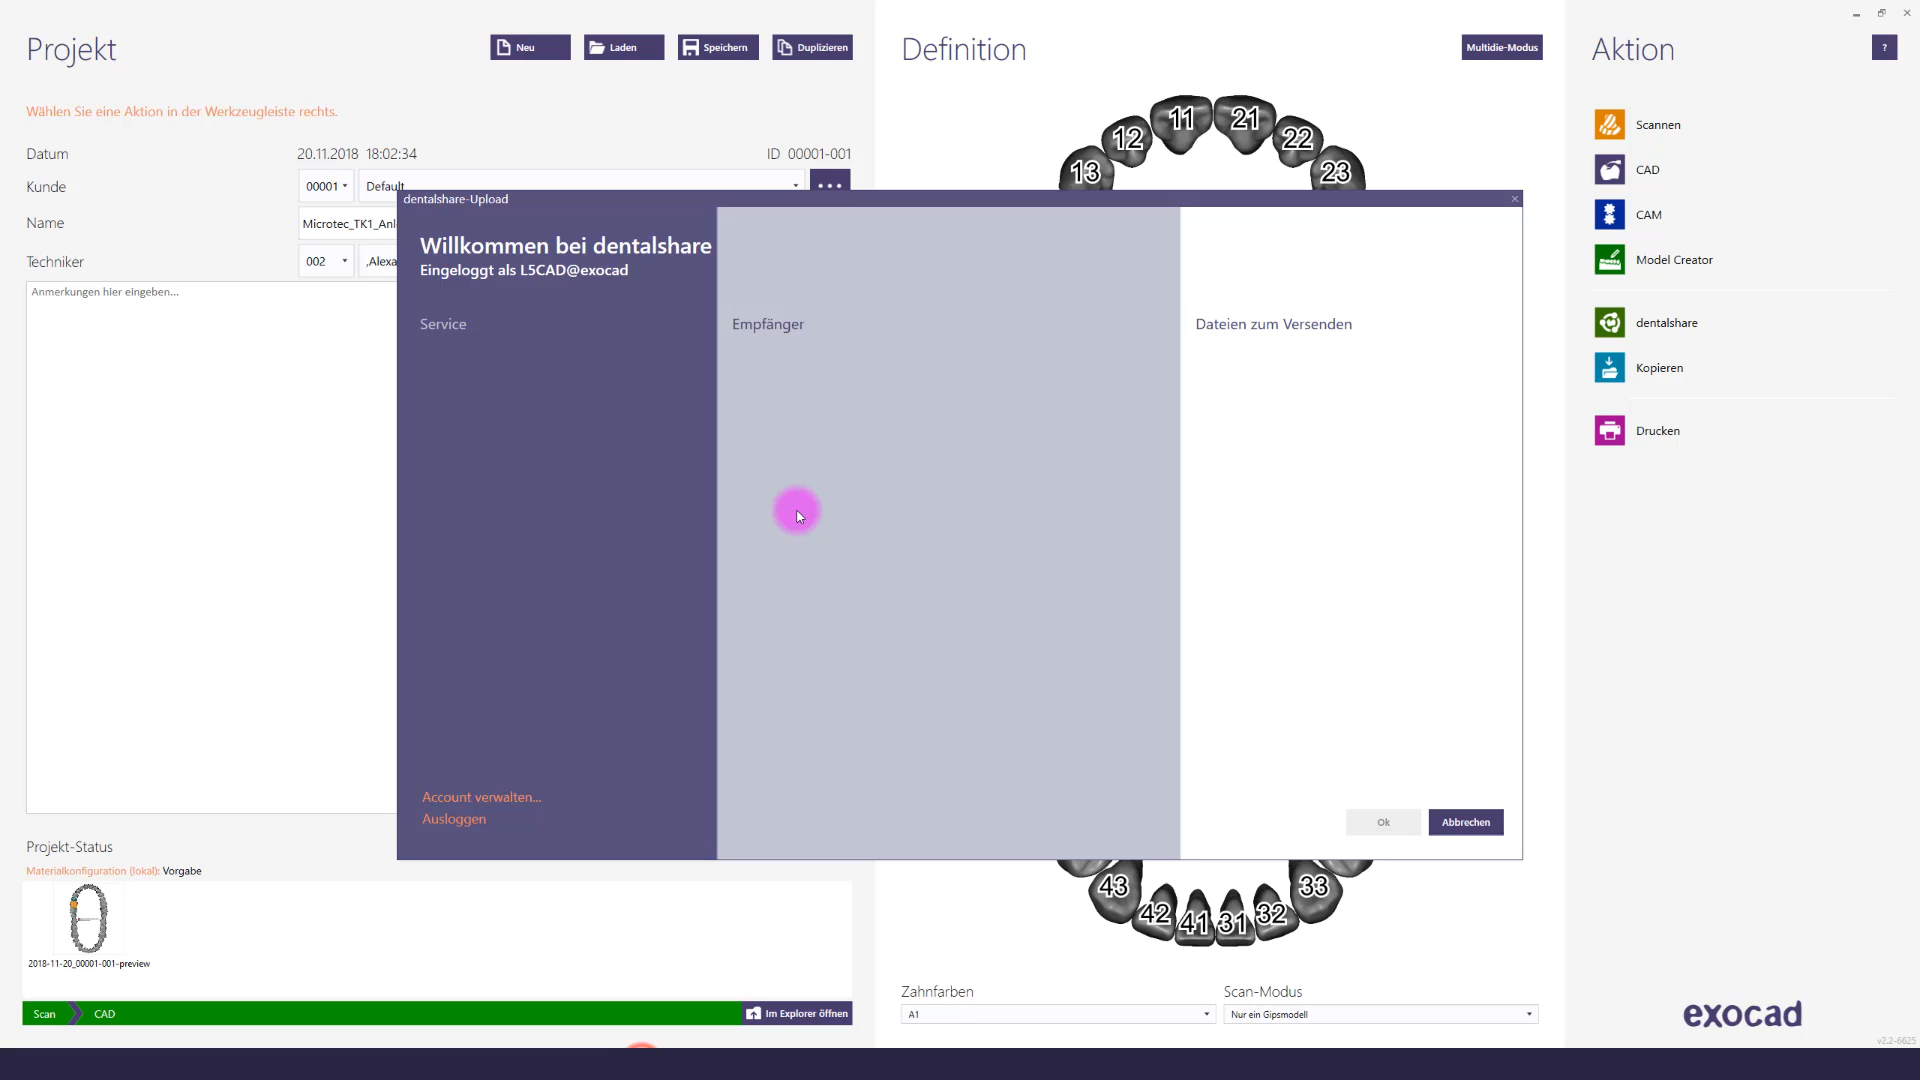 Projekt
Neu
Laden
Speichern
Duplizieren
Wählen Sie eine Aktion in der Werkzeugleiste rechts.
Datum
20.11.2018 18:02:34
ID 00001-001
Kunde
00001
Default
Name
Microtec_TK1_Anl
Techniker
002
,Alexa
Anmerkungen hier eingeben...
Projekt-Status
Materialkonfiguration (lokal): Vorgabe
2018-11-20_00001-001-preview
Scan
CAD
Im Explorer öffnen
dentalshare-Upload
Willkommen bei dentalshare
Eingeloggt als L5CAD@exocad
Service
Empfänger
Dateien zum Versenden
Account verwalten...
Ausloggen
Ok
Abbrechen
Definition
Multidie-Modus
11
21
12
22
13
23
43
33
42
41
31
32
Zahnfarben
A1
Scan-Modus
Nur ein Gipsmodell
Aktion
?
Scannen
CAD
CAM
Model Creator
dentalshare
Kopieren
Drucken
exocad
v2.2-6625